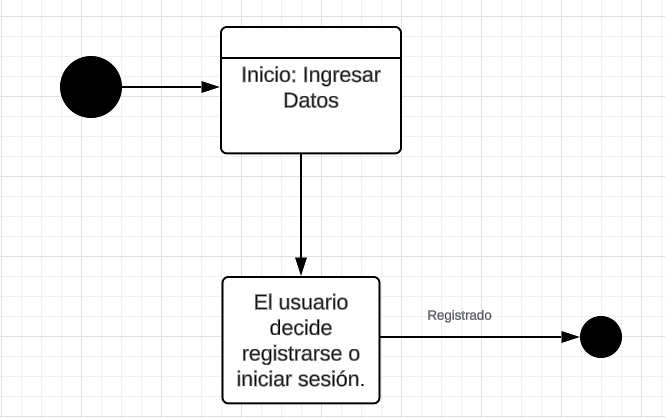 Inicio: Ingresar
Datos
El usuario
decide
registrarse o
iniciar sesión.
Registrado